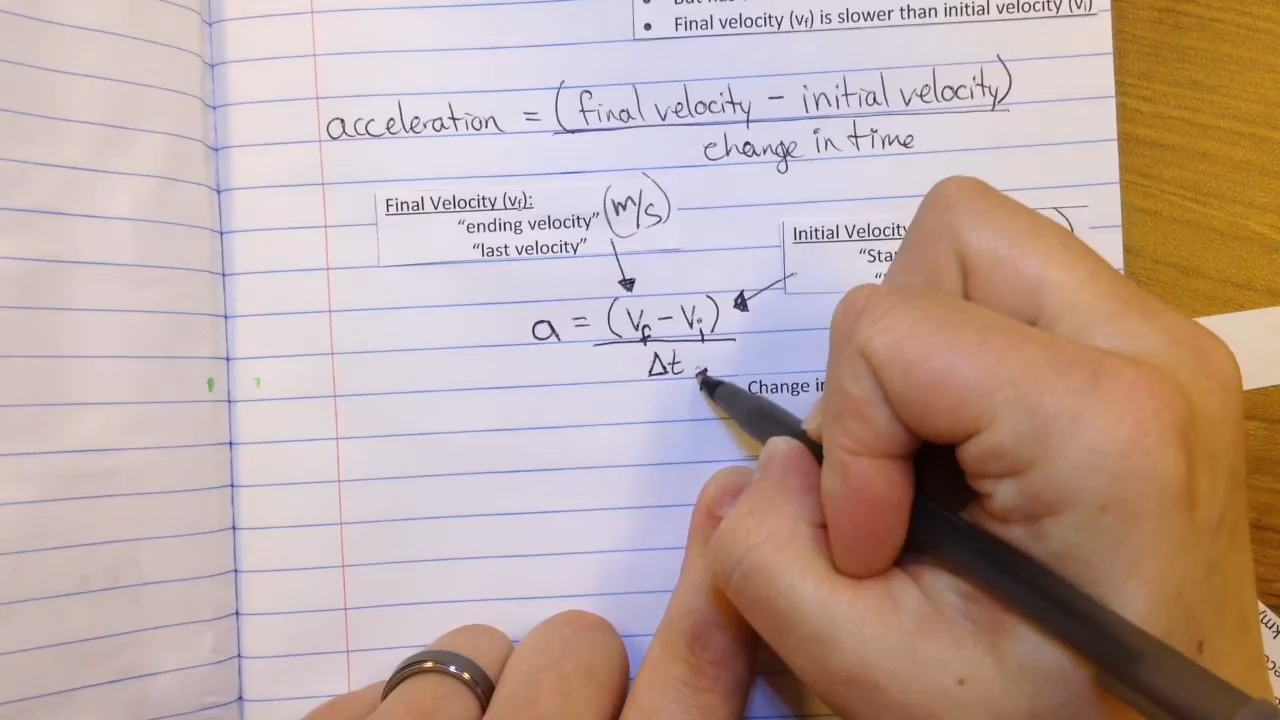 • Final velocity (vf) is slower than initial velocity (vi)
acceleration = (final velocity - initial velocity)
change in time
Final Velocity (vf):
"ending velocity" (m/s)
"last velocity"
Initial Velocity
a = (Vf - Vi)
Δt
Change in